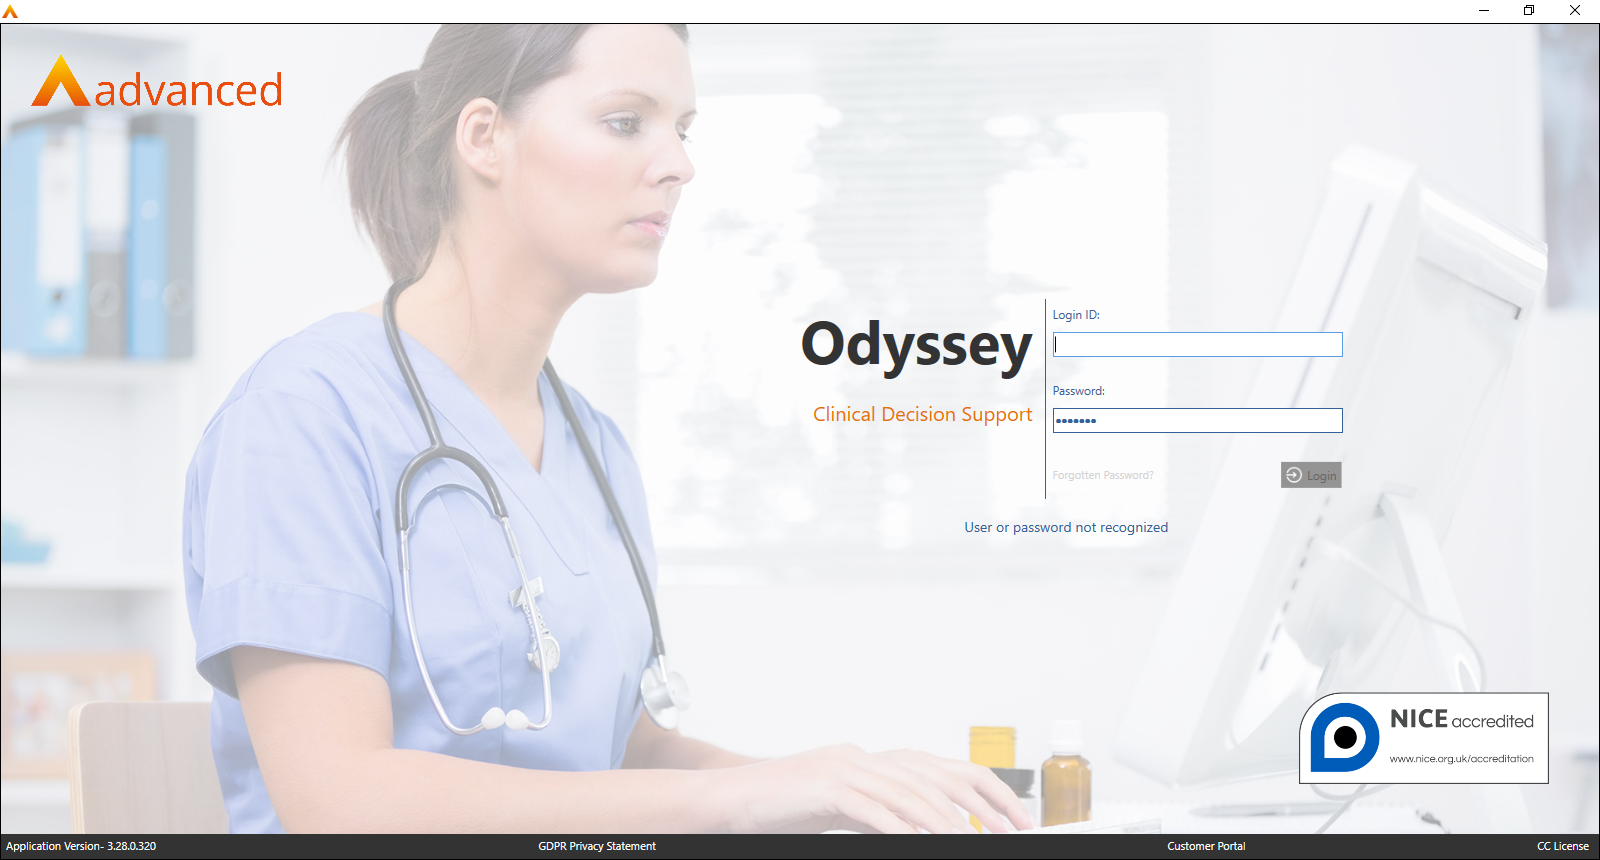 advanced
Odyssey
Clinical Decision Support
Login ID:
Password:
•••••••
Forgotten Password?
Login
User or password not recognized
NICE accredited
www.nice.org.uk/accreditation
Application Version- 3.28.0.320
GDPR Privacy Statement
Customer Portal
CC License